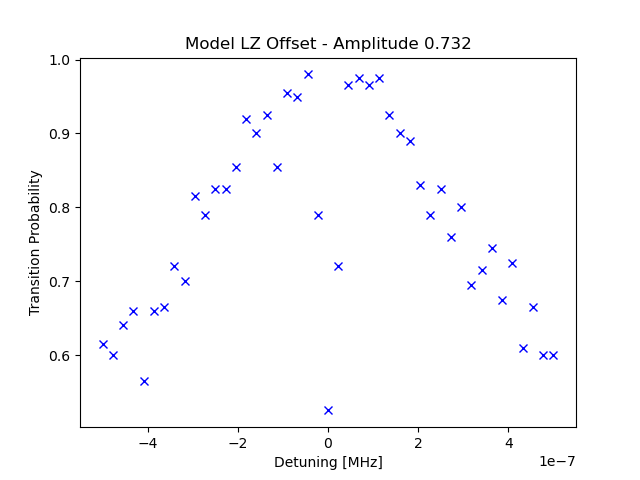 Model LZ Offset - Amplitude 0.732
1.0
0.9
0.8
0.7
0.6
Transition Probability
−4
−2
0
2
4
1e−7
Detuning [MHz]